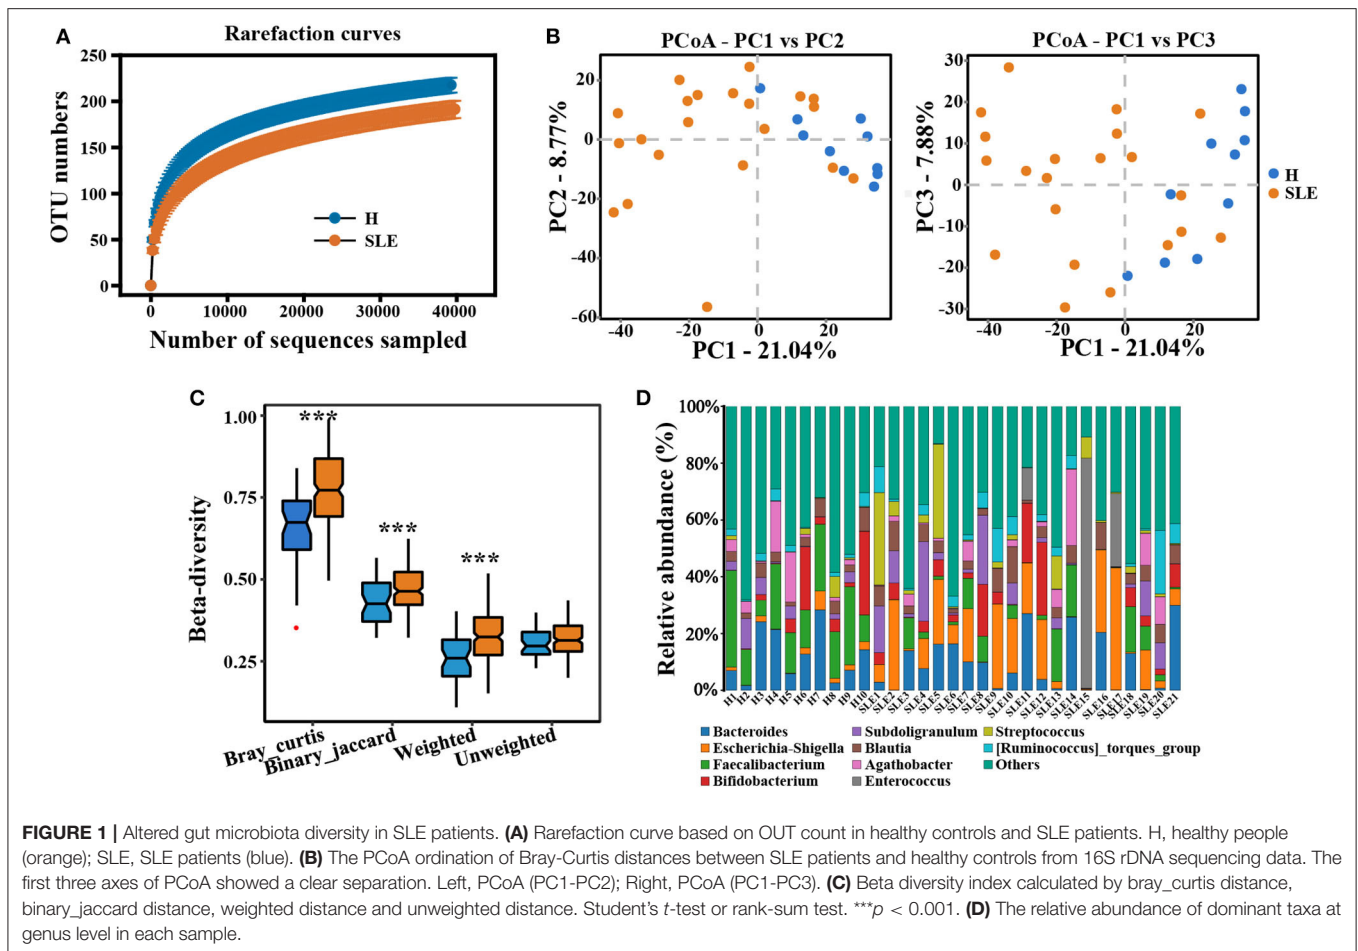 A
Rarefaction curves
250
200
150
100
50
0
OTU numbers
H
SLE
0 10000 20000 30000 40000
Number of sequences sampled
B
PCoA - PC1 vs PC2
20
0
-20
-40
-60
PC2 - 8.77%
-40 -20 0 20
PC1 - 21.04%
PCoA - PC1 vs PC3
30
20
10
0
-10
-20
-30
PC3 - 7.88%
-40 -20 0 20
PC1 - 21.04%
H
SLE
C
1.00
0.75
0.50
0.25
Beta-diversity
***
***
***
Bray_curtis
Binary_jaccard
Weighted
Unweighted
D
100%
80%
60%
40%
20%
0%
Relative abundance (%)
H1 H2 H3 H4 H5 H6 H7 H8 H9 H10 SLE1 SLE2 SLE3 SLE4 SLE5 SLE6 SLE7 SLE8 SLE9 SLE10 SLE11 SLE12 SLE13 SLE14 SLE15 SLE16 SLE17 SLE18 SLE19 SLE20 SLE21
Bacteroides
Escherichia-Shigella
Faecalibacterium
Bifidobacterium
Subdoligranulum
Blautia
Agathobacter
Enterococcus
Streptococcus
[Ruminococcus]_torques_group
Others
FIGURE 1 | Altered gut microbiota diversity in SLE patients. (A) Rarefaction curve based on OUT count in healthy controls and SLE patients. H, healthy people
(orange); SLE, SLE patients (blue). (B) The PCoA ordination of Bray-Curtis distances between SLE patients and healthy controls from 16S rDNA sequencing data. The
first three axes of PCoA showed a clear separation. Left, PCoA (PC1-PC2); Right, PCoA (PC1-PC3). (C) Beta diversity index calculated by bray_curtis distance,
binary_jaccard distance, weighted distance and unweighted distance. Student's t-test or rank-sum test. ***p < 0.001. (D) The relative abundance of dominant taxa at
genus level in each sample.